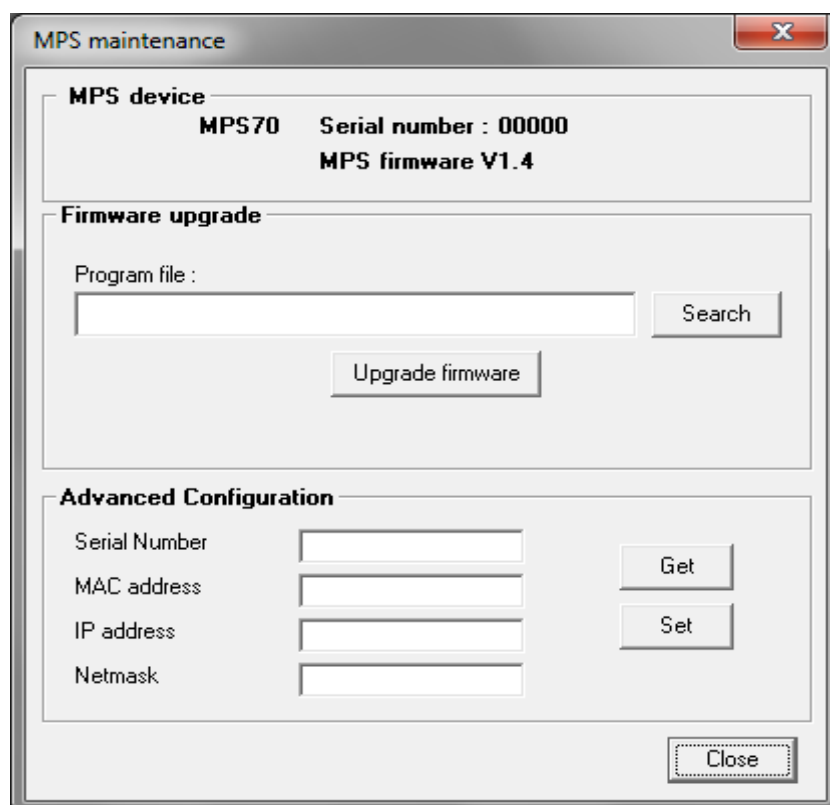 MPS maintenance
MPS device
MPS70 Serial number : 00000
MPS firmware V1.4
Firmware upgrade
Program file :
Search
Upgrade firmware
Advanced Configuration
Serial Number
MAC address
IP address
Netmask
Get
Set
Close